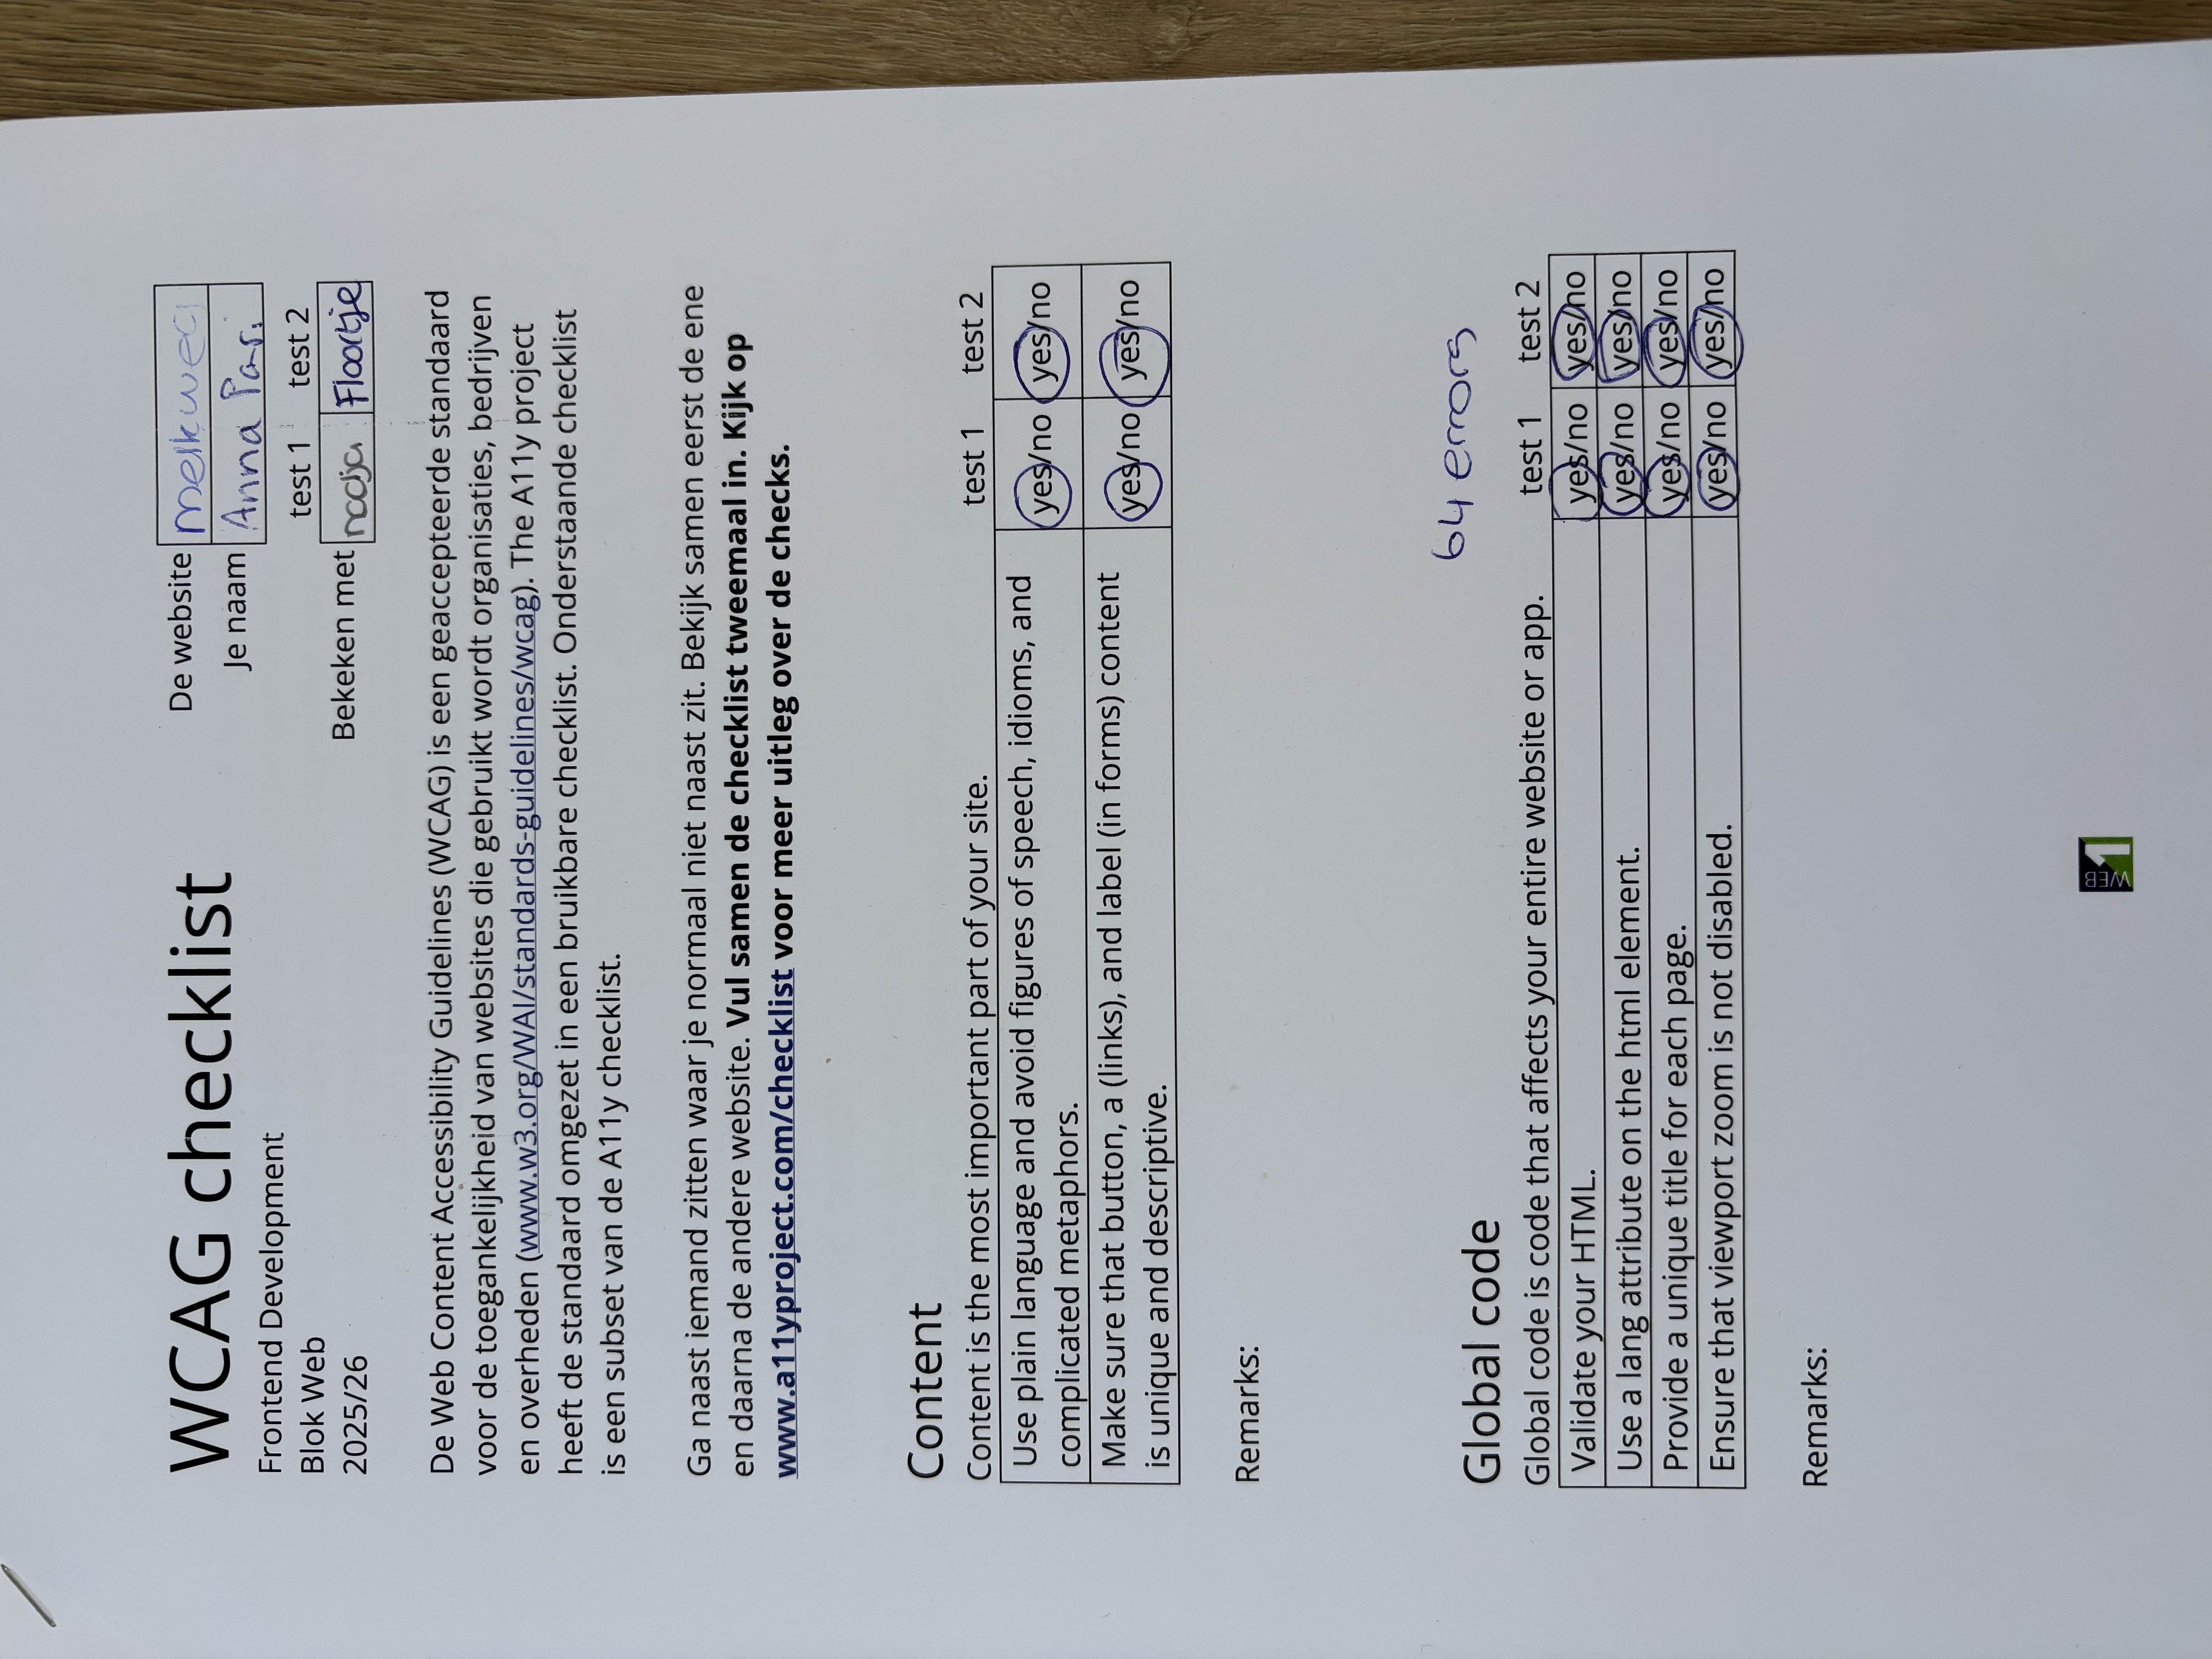 WCAG checklist
Frontend Development
Blok Web
2025/26
De website melkweg
Je naam Anna Pari
test 1 test 2
Bekeken met nadja Floortje
De Web Content Accessibility Guidelines (WCAG) is een geaccepteerde standaard
voor de toegankelijkheid van websites die gebruikt wordt organisaties, bedrijven
en overheden (www.w3.org/WAI/standards-guidelines/wcag). The A11y project
heeft de standaard omgezet in een bruikbare checklist. Onderstaande checklist
is een subset van de A11y checklist.
Ga naast iemand zitten waar je normaal niet naast zit. Bekijk samen eerst de ene
en daarna de andere website. Vul samen de checklist tweemaal in. Kijk op
www.a11yproject.com/checklist voor meer uitleg over de checks.
Content
Content is the most important part of your site. test 1 test 2
Use plain language and avoid figures of speech, idioms, and
complicated metaphors. yes/no yes/no
Make sure that button, a (links), and label (in forms) content
is unique and descriptive. yes/no yes/no
Remarks:
64 errors
Global code
Global code is code that affects your entire website or app. test 1 test 2
Validate your HTML. yes/no yes/no
Use a lang attribute on the html element. yes/no yes/no
Provide a unique title for each page. yes/no yes/no
Ensure that viewport zoom is not disabled. yes/no yes/no
Remarks:
WEB 1